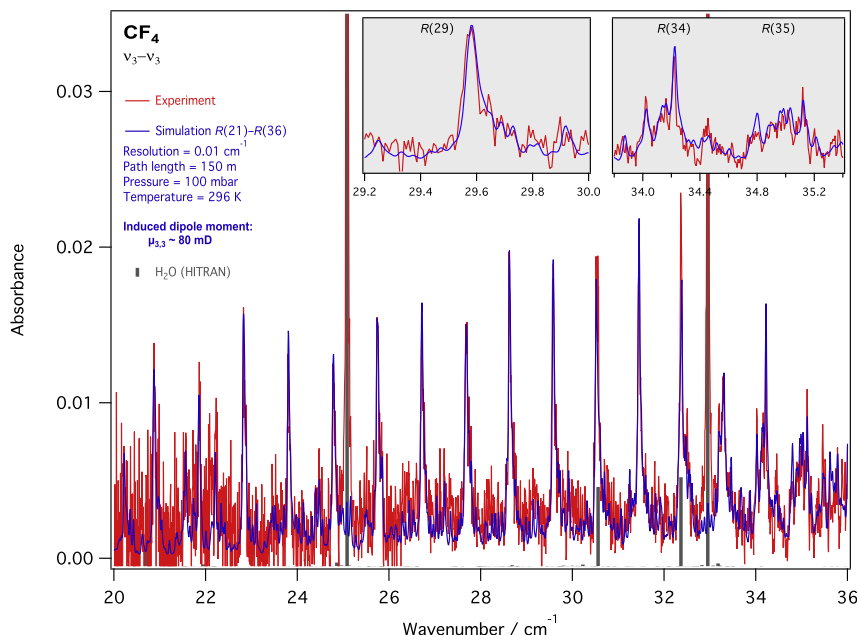 CF4
ν3–ν3
Experiment
Simulation R(21)–R(36)
Resolution = 0.01 cm-1
Path length = 150 m
Pressure = 100 mbar
Temperature = 296 K
Induced dipole moment:
μ3,3 ~ 80 mD
H2O (HITRAN)
R(29)
29.2 29.4 29.6 29.8 30.0
R(34) R(35)
34.0 34.4 34.8 35.2
Absorbance
0.03
0.02
0.01
0.00
20 22 24 26 28 30 32 34 36
Wavenumber / cm-1